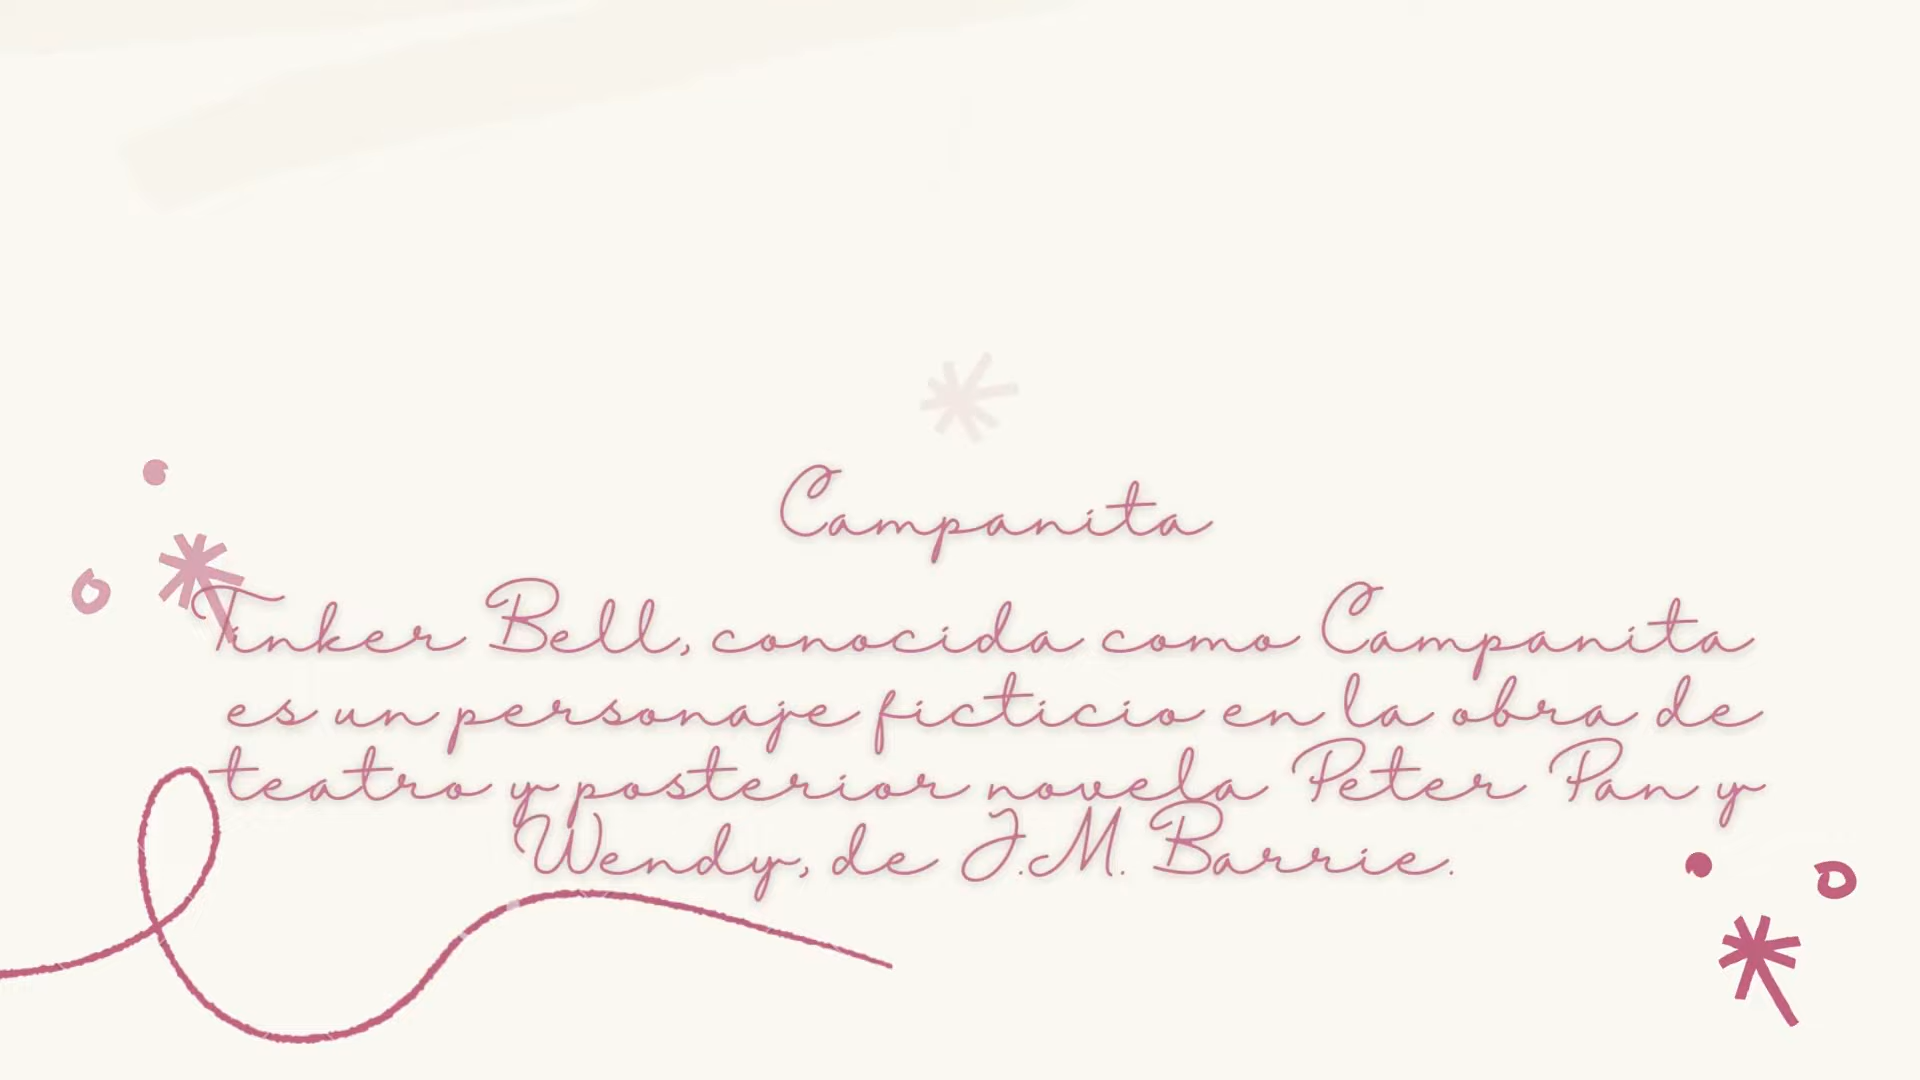 Campanita
Tinker Bell, conocida como Campanita
es un personaje ficticio en la obra de
teatro y posterior novela Peter Pan y
Wendy, de J.M. Barrie.